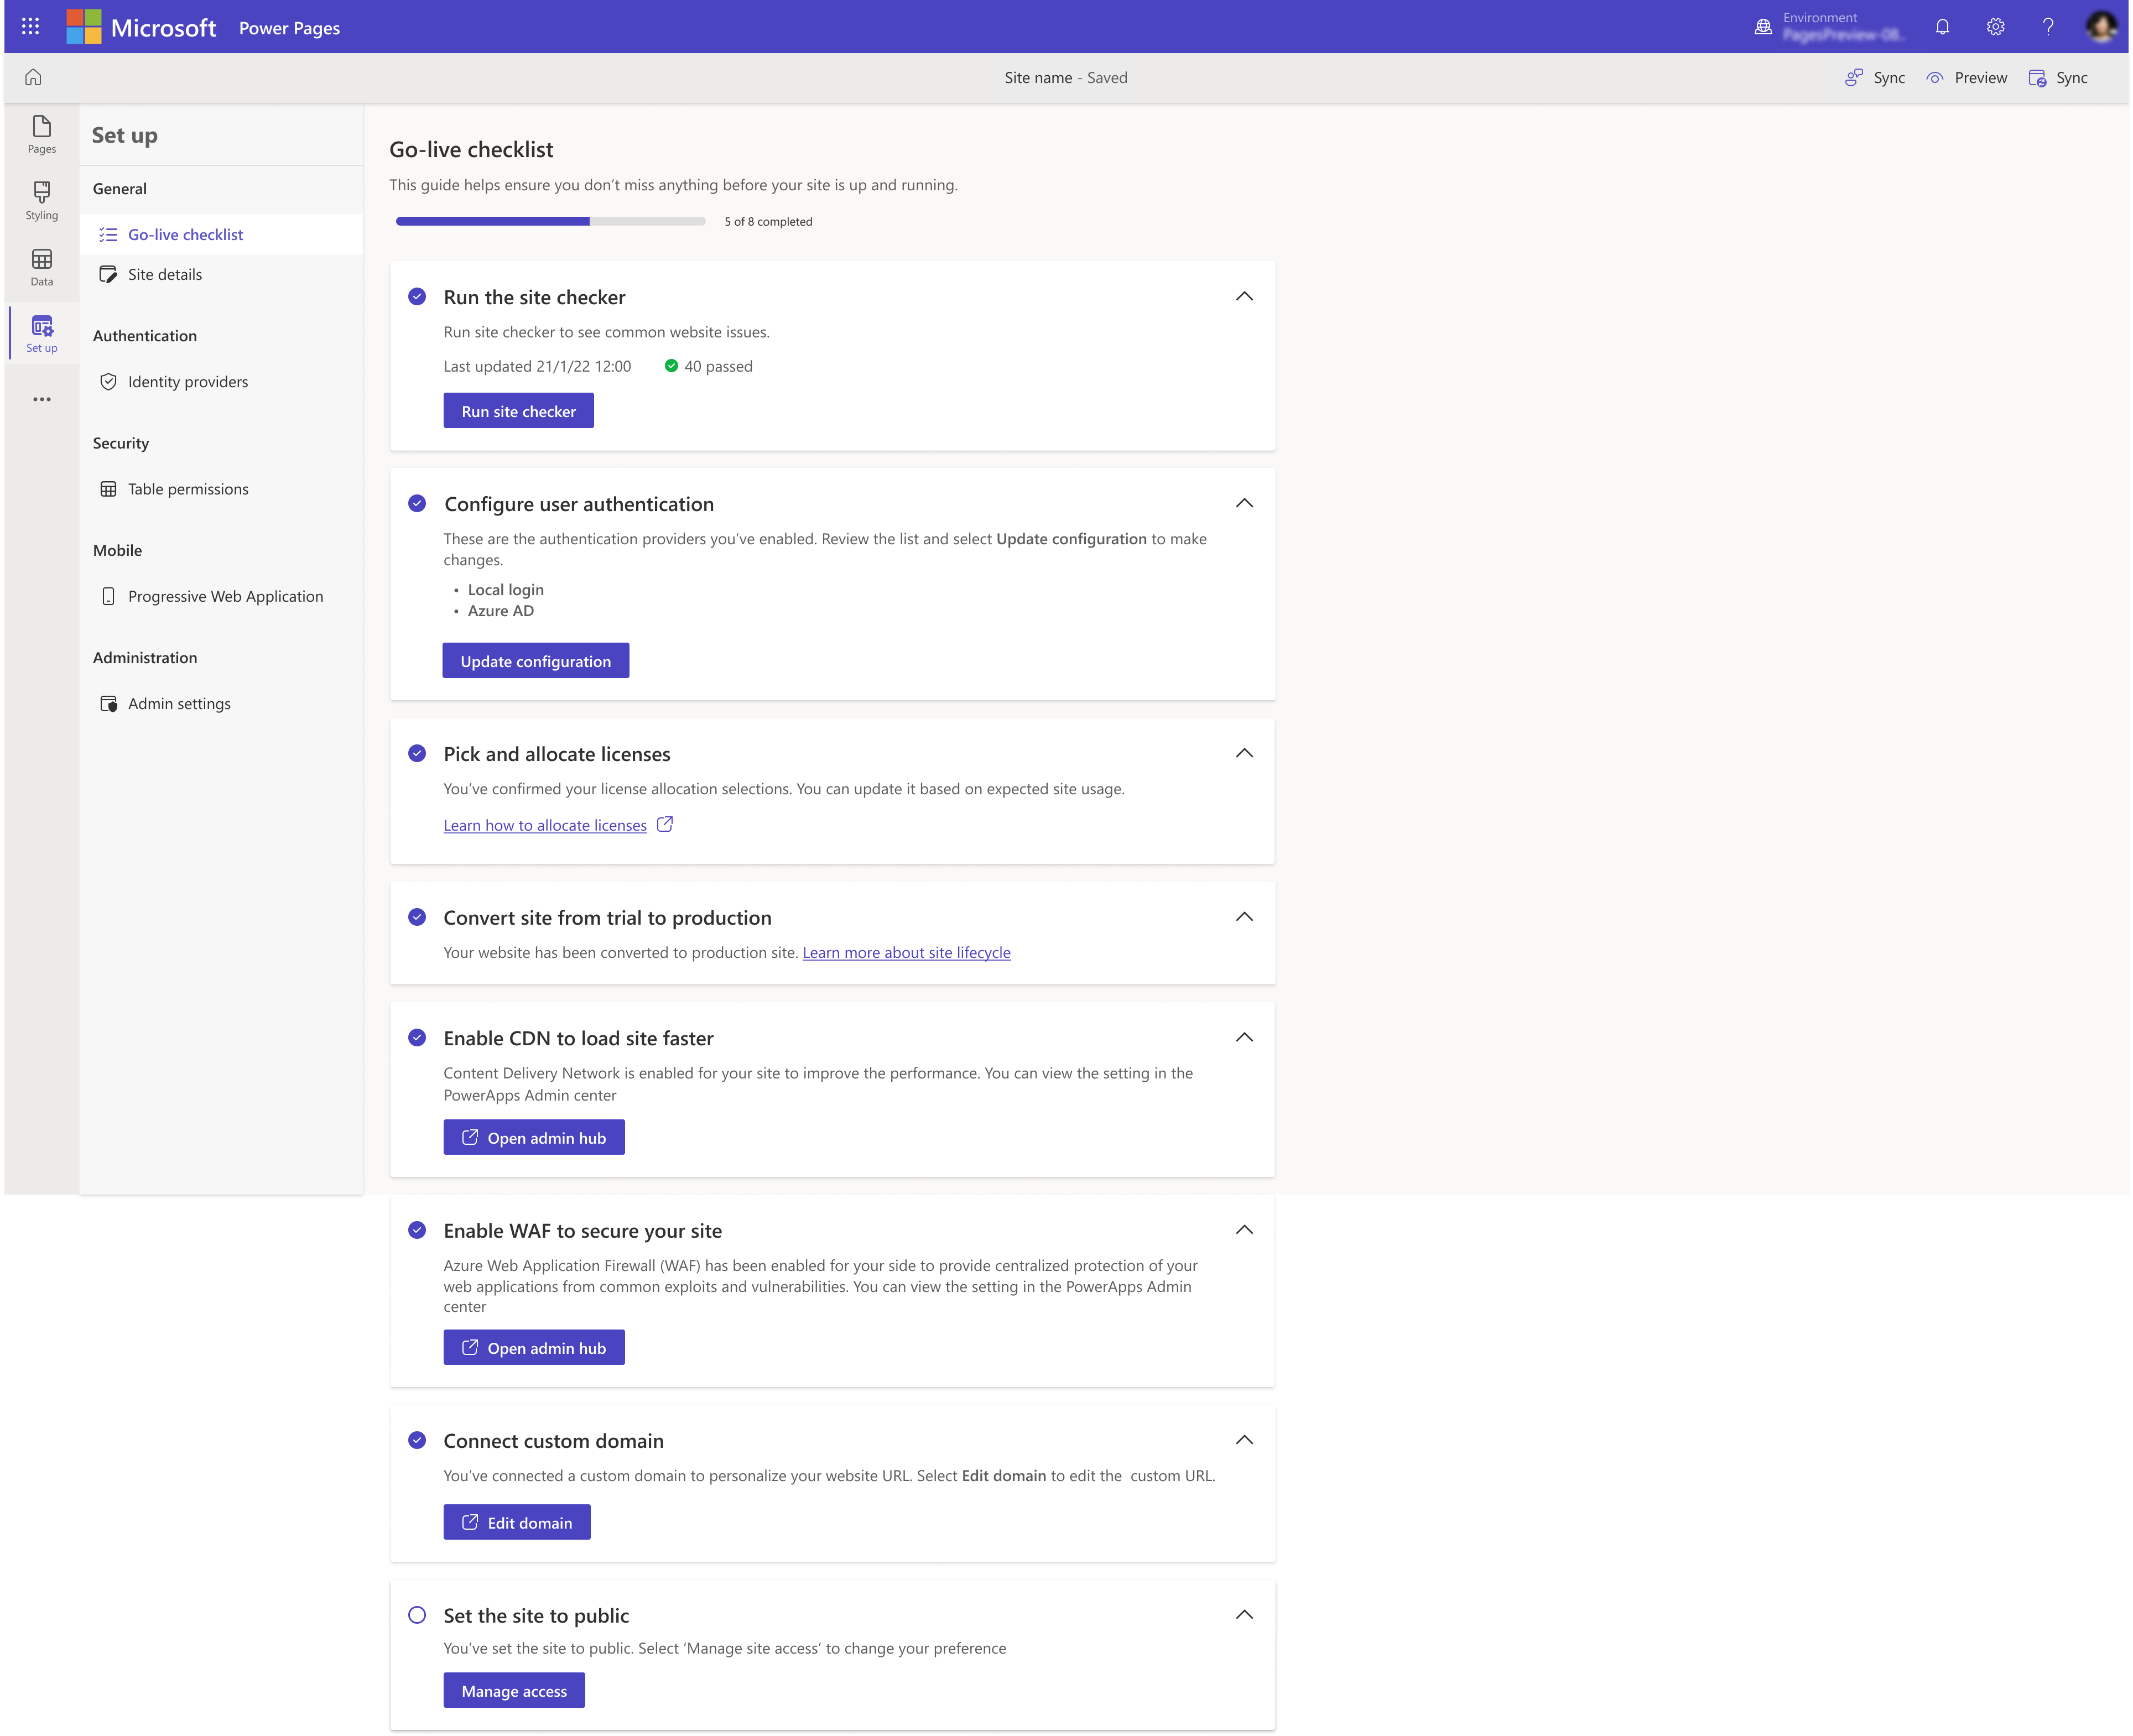 Microsoft Power Pages
Environment
Site name - Saved
Sync
Preview
Sync
Pages
Styling
Data
Set up
Set up
General
Go-live checklist
Site details
Authentication
Identity providers
Security
Table permissions
Mobile
Progressive Web Application
Administration
Admin settings
Go-live checklist
This guide helps ensure you don’t miss anything before your site is up and running.
5 of 8 completed
Run the site checker
Run site checker to see common website issues.
Last updated 21/1/22 12:00 40 passed
Run site checker
Configure user authentication
These are the authentication providers you’ve enabled. Review the list and select Update configuration to make
changes.
• Local login
• Azure AD
Update configuration
Pick and allocate licenses
You’ve confirmed your license allocation selections. You can update it based on expected site usage.
Learn how to allocate licenses
Convert site from trial to production
Your website has been converted to production site. Learn more about site lifecycle
Enable CDN to load site faster
Content Delivery Network is enabled for your site to improve the performance. You can view the setting in the
PowerApps Admin center
Open admin hub
Enable WAF to secure your site
Azure Web Application Firewall (WAF) has been enabled for your side to provide centralized protection of your
web applications from common exploits and vulnerabilities. You can view the setting in the PowerApps Admin
center
Open admin hub
Connect custom domain
You’ve connected a custom domain to personalize your website URL. Select Edit domain to edit the  custom URL.
Edit domain
Set the site to public
You’ve set the site to public. Select ‘Manage site access’ to change your preference
Manage access